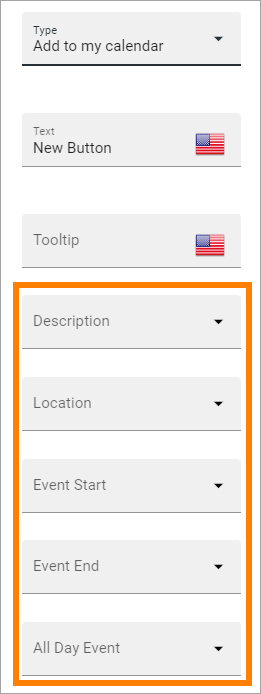 Type
Add to my calendar
Text
New Button
Tooltip
Description
Location
Event Start
Event End
All Day Event